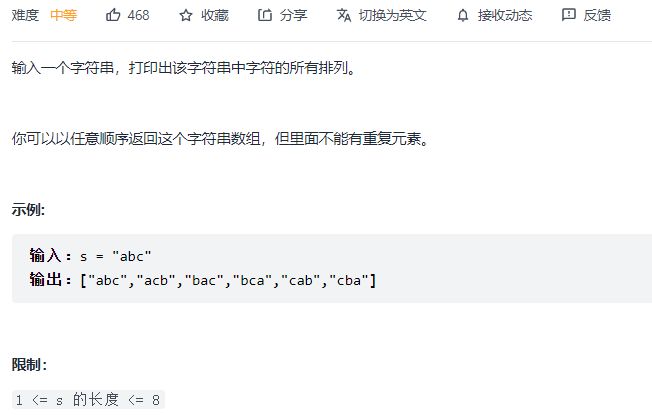 难度 中等 468 收藏 分享 切换为英文 接收动态 反馈
输入一个字符串，打印出该字符串中字符的所有排列。
你可以以任意顺序返回这个字符串数组，但里面不能有重复元素。
示例:
输入：s = "abc"
输出：["abc","acb","bac","bca","cab","cba"]
限制：
1 <= s 的长度 <= 8